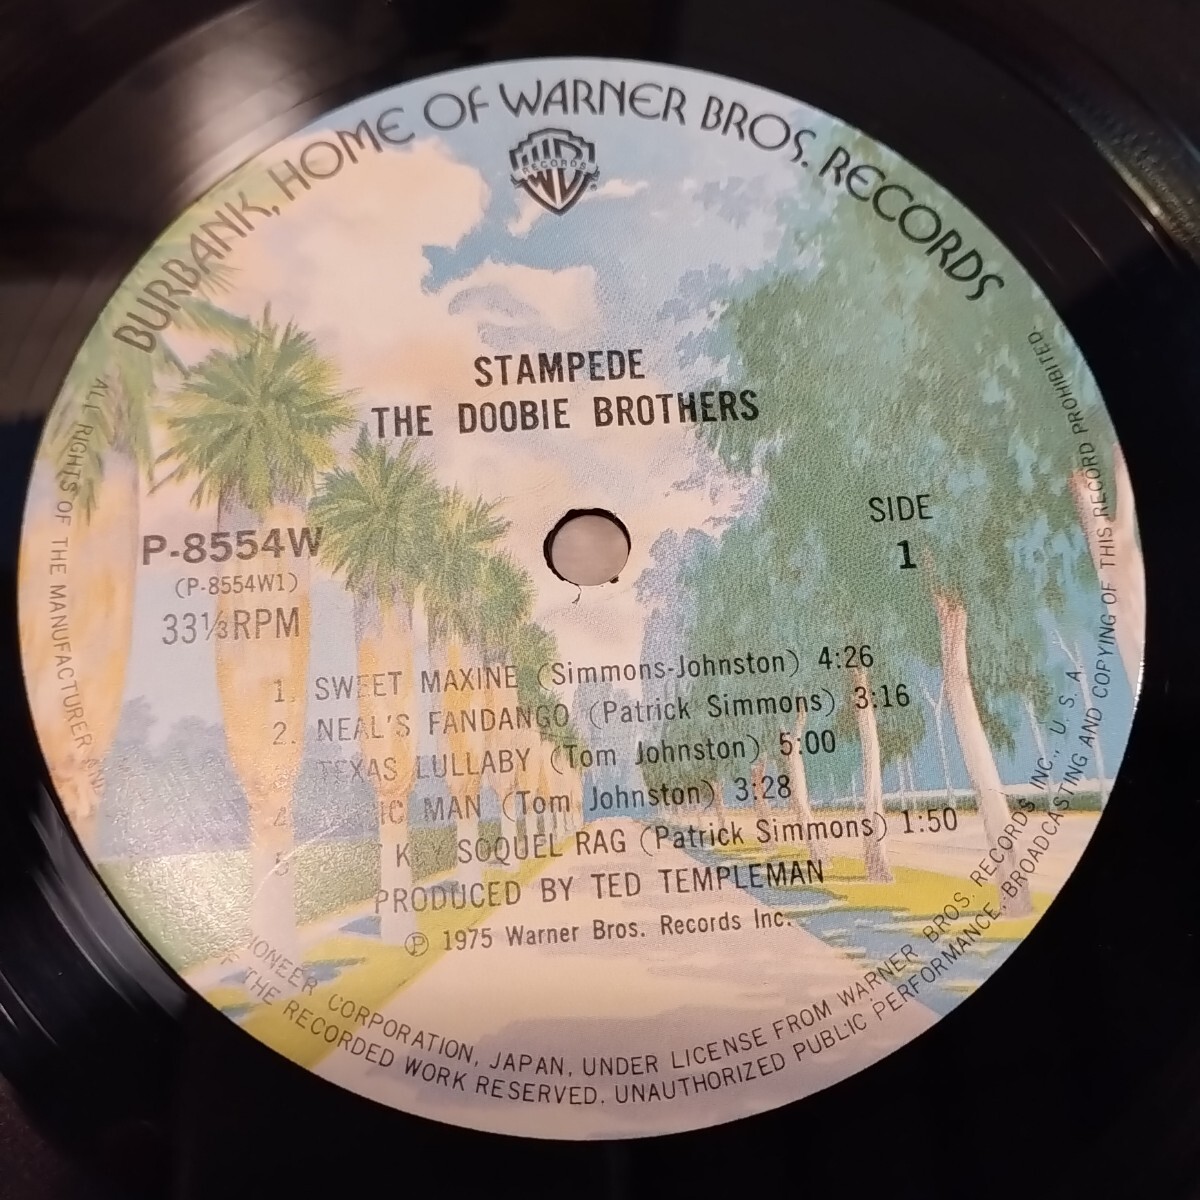 BURBANK, HOME OF WARNER BROS. RECORDS
WB
RECORDS
STAMPEDE
THE DOOBIE BROTHERS
P-8554W
(P-8554W1)
33⅓RPM
SIDE
1
1. SWEET MAXINE (Simmons-Johnston) 4:26
2. NEAL'S FANDANGO (Patrick Simmons) 3:16
TEXAS LULLABY (Tom Johnston) 5:00
4. MAN (Tom Johnston) 3:28
5 SOQUEL RAG (Patrick Simmons) 1:50
PRODUCED BY TED TEMPLEMAN
Ⓟ 1975 Warner Bros. Records Inc.
PIONEER CORPORATION, JAPAN, UNDER LICENSE FROM WARNER BROS. RECORDS INC., U.S.A.
ALL RIGHTS OF THE MANUFACTURER AND OF THE RECORDED WORK RESERVED. UNAUTHORIZED PUBLIC PERFORMANCE, BROADCASTING AND COPYING OF THIS RECORD PROHIBITED.